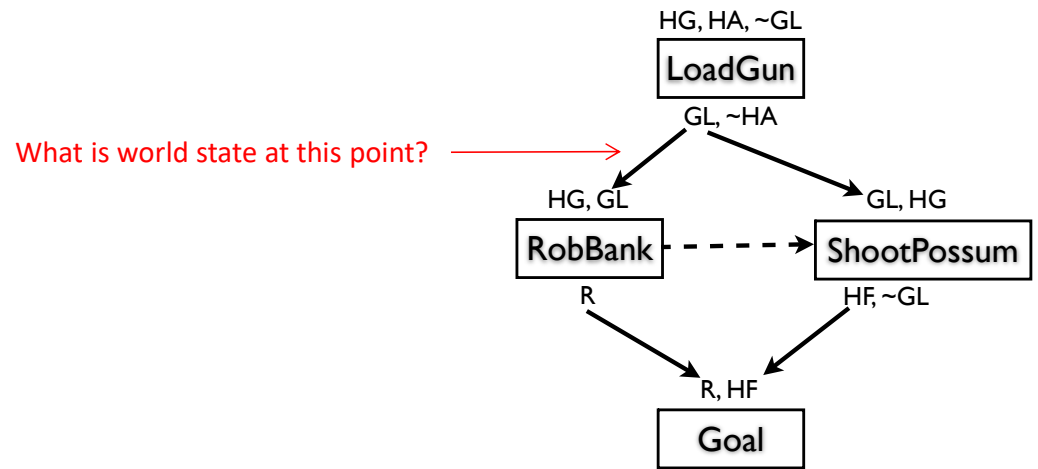 HG, HA, ~GL
LoadGun
GL, ~HA
What is world state at this point?
HG, GL
GL, HG
RobBank
ShootPossum
R
HF, ~GL
R, HF
Goal